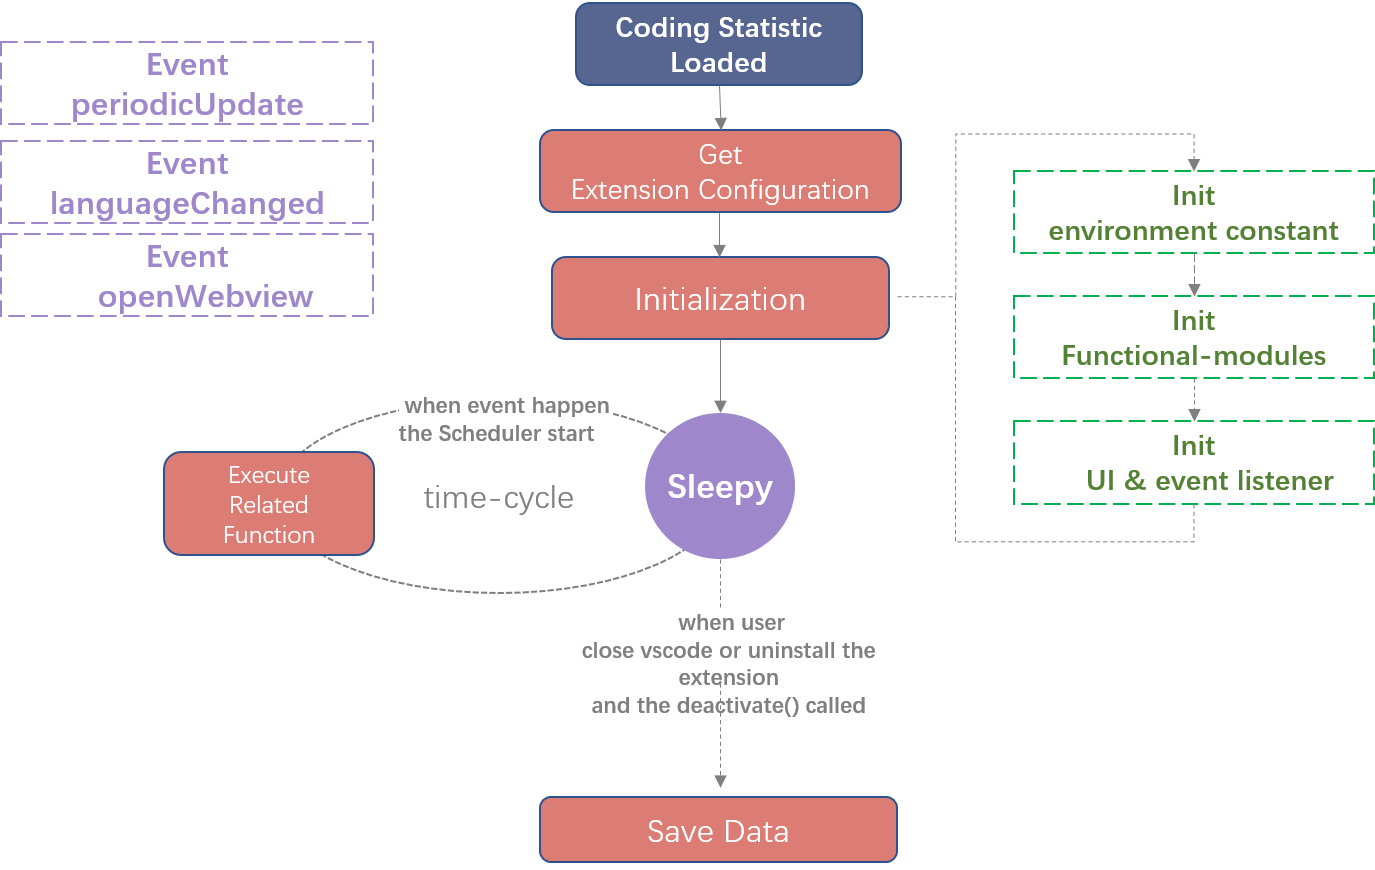 Coding Statistic
Loaded
Event
periodicUpdate
Event
languageChanged
Event
openWebview
Get
Extension Configuration
Initialization
Init
environment constant
Init
Functional-modules
Init
UI & event listener
when event happen
the Scheduler start
Execute
Related
Function
time-cycle
Sleepy
when user
close vscode or uninstall the
extension
and the deactivate() called
Save Data